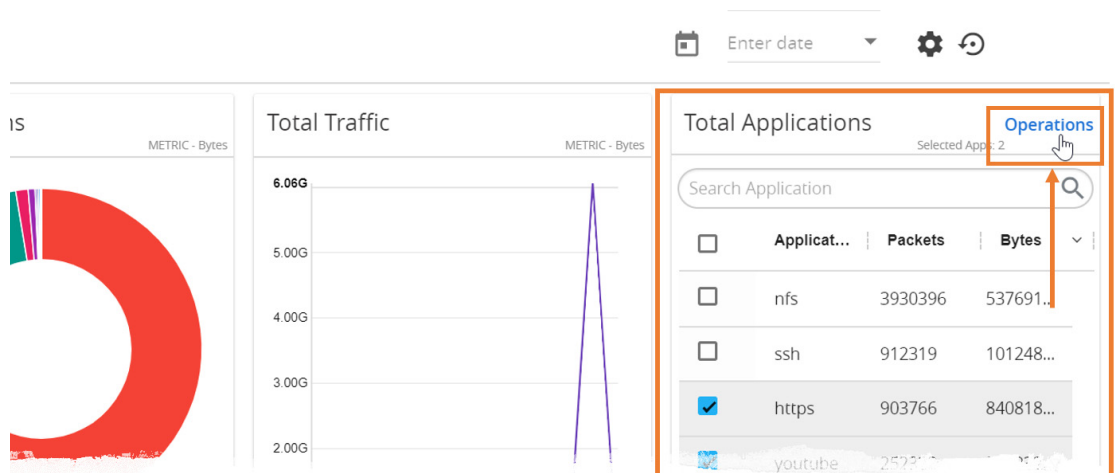 Enter date
ns
METRIC - Bytes
Total Traffic
METRIC - Bytes
6.06G
5.00G
4.00G
3.00G
2.00G
Total Applications
Operations
Selected Apps: 2
Search Application
Applicat... Packets Bytes
nfs 3930396 537691...
ssh 912319 101248...
https 903766 840818...
youtube